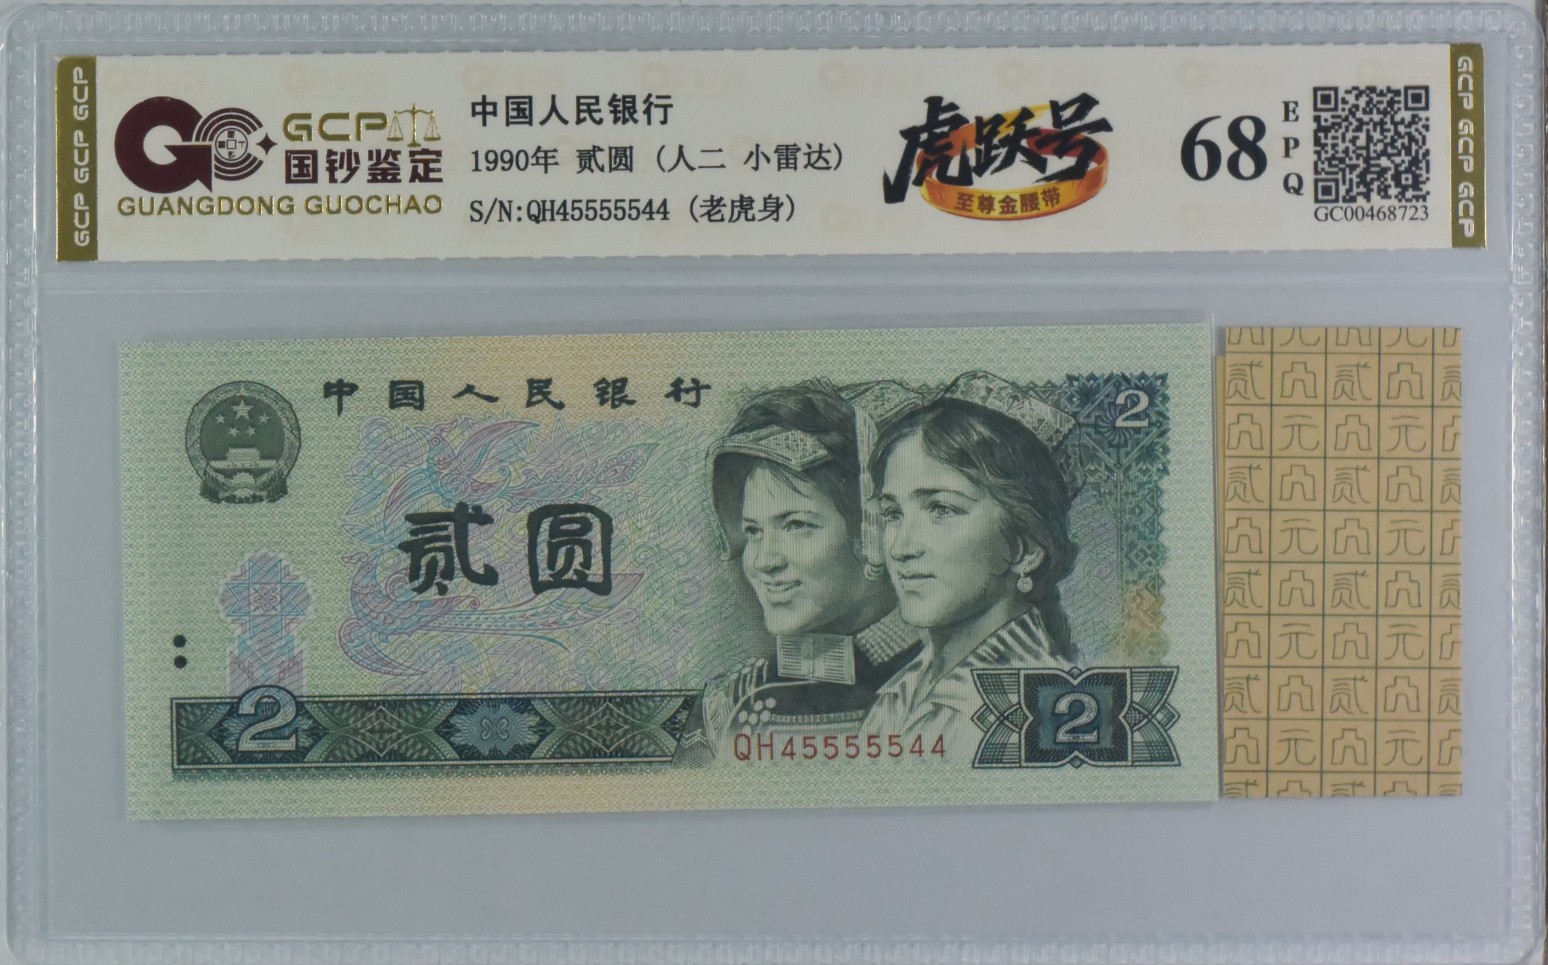 GCP GCP GCP
GCP
国钞鉴定
GUANGDONG GUOCHAO
中国人民银行
1990年 贰圆 (人二 小雷达)
S/N:QH45555544 (老虎身)
虎跃号
至尊金腰带
68
EPQ
GC00468723
GCP GCP GCP
中国人民银行
2
贰圆
2
QH45555544
2